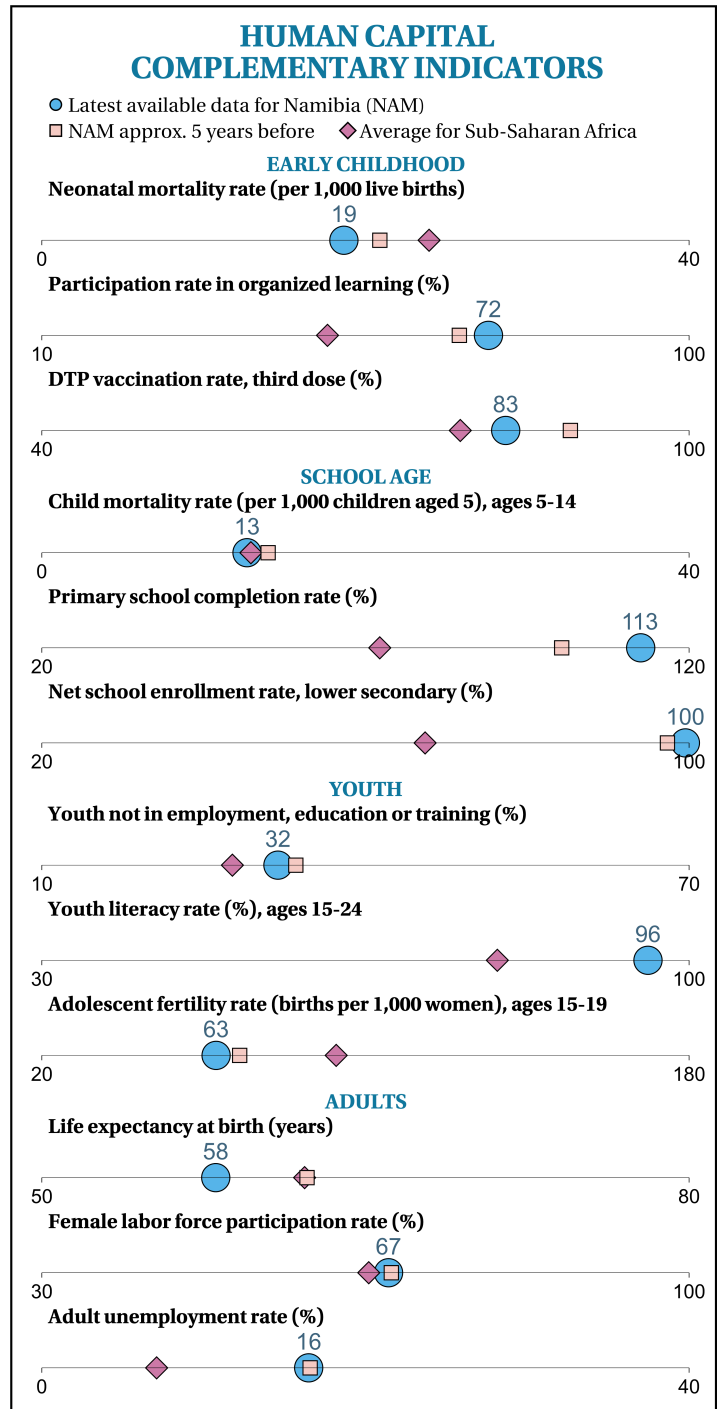 HUMAN CAPITAL
COMPLEMENTARY INDICATORS
Latest available data for Namibia (NAM)
NAM approx. 5 years before Average for Sub-Saharan Africa
EARLY CHILDHOOD
Neonatal mortality rate (per 1,000 live births)
19
0 40
Participation rate in organized learning (%)
72
10 100
DTP vaccination rate, third dose (%)
83
40 100
SCHOOL AGE
Child mortality rate (per 1,000 children aged 5), ages 5-14
13
0 40
Primary school completion rate (%)
113
20 120
Net school enrollment rate, lower secondary (%)
100
20 100
YOUTH
Youth not in employment, education or training (%)
32
10 70
Youth literacy rate (%), ages 15-24
96
30 100
Adolescent fertility rate (births per 1,000 women), ages 15-19
63
20 180
ADULTS
Life expectancy at birth (years)
58
50 80
Female labor force participation rate (%)
67
30 100
Adult unemployment rate (%)
16
0 40